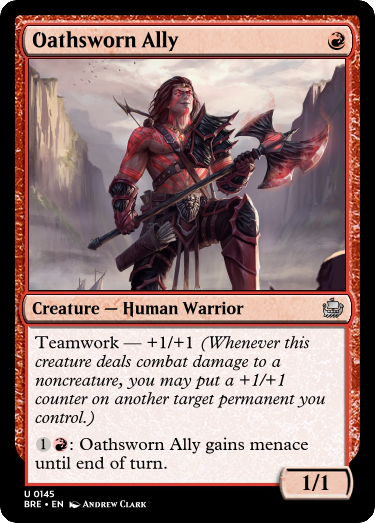 Oathsworn Ally
Creature — Human Warrior
Teamwork — +1/+1 (Whenever this
creature deals combat damage to a
noncreature, you may put a +1/+1
counter on another target permanent you
control.)
1 R: Oathsworn Ally gains menace
until end of turn.
1/1
U 0145
BRE • EN Andrew Clark